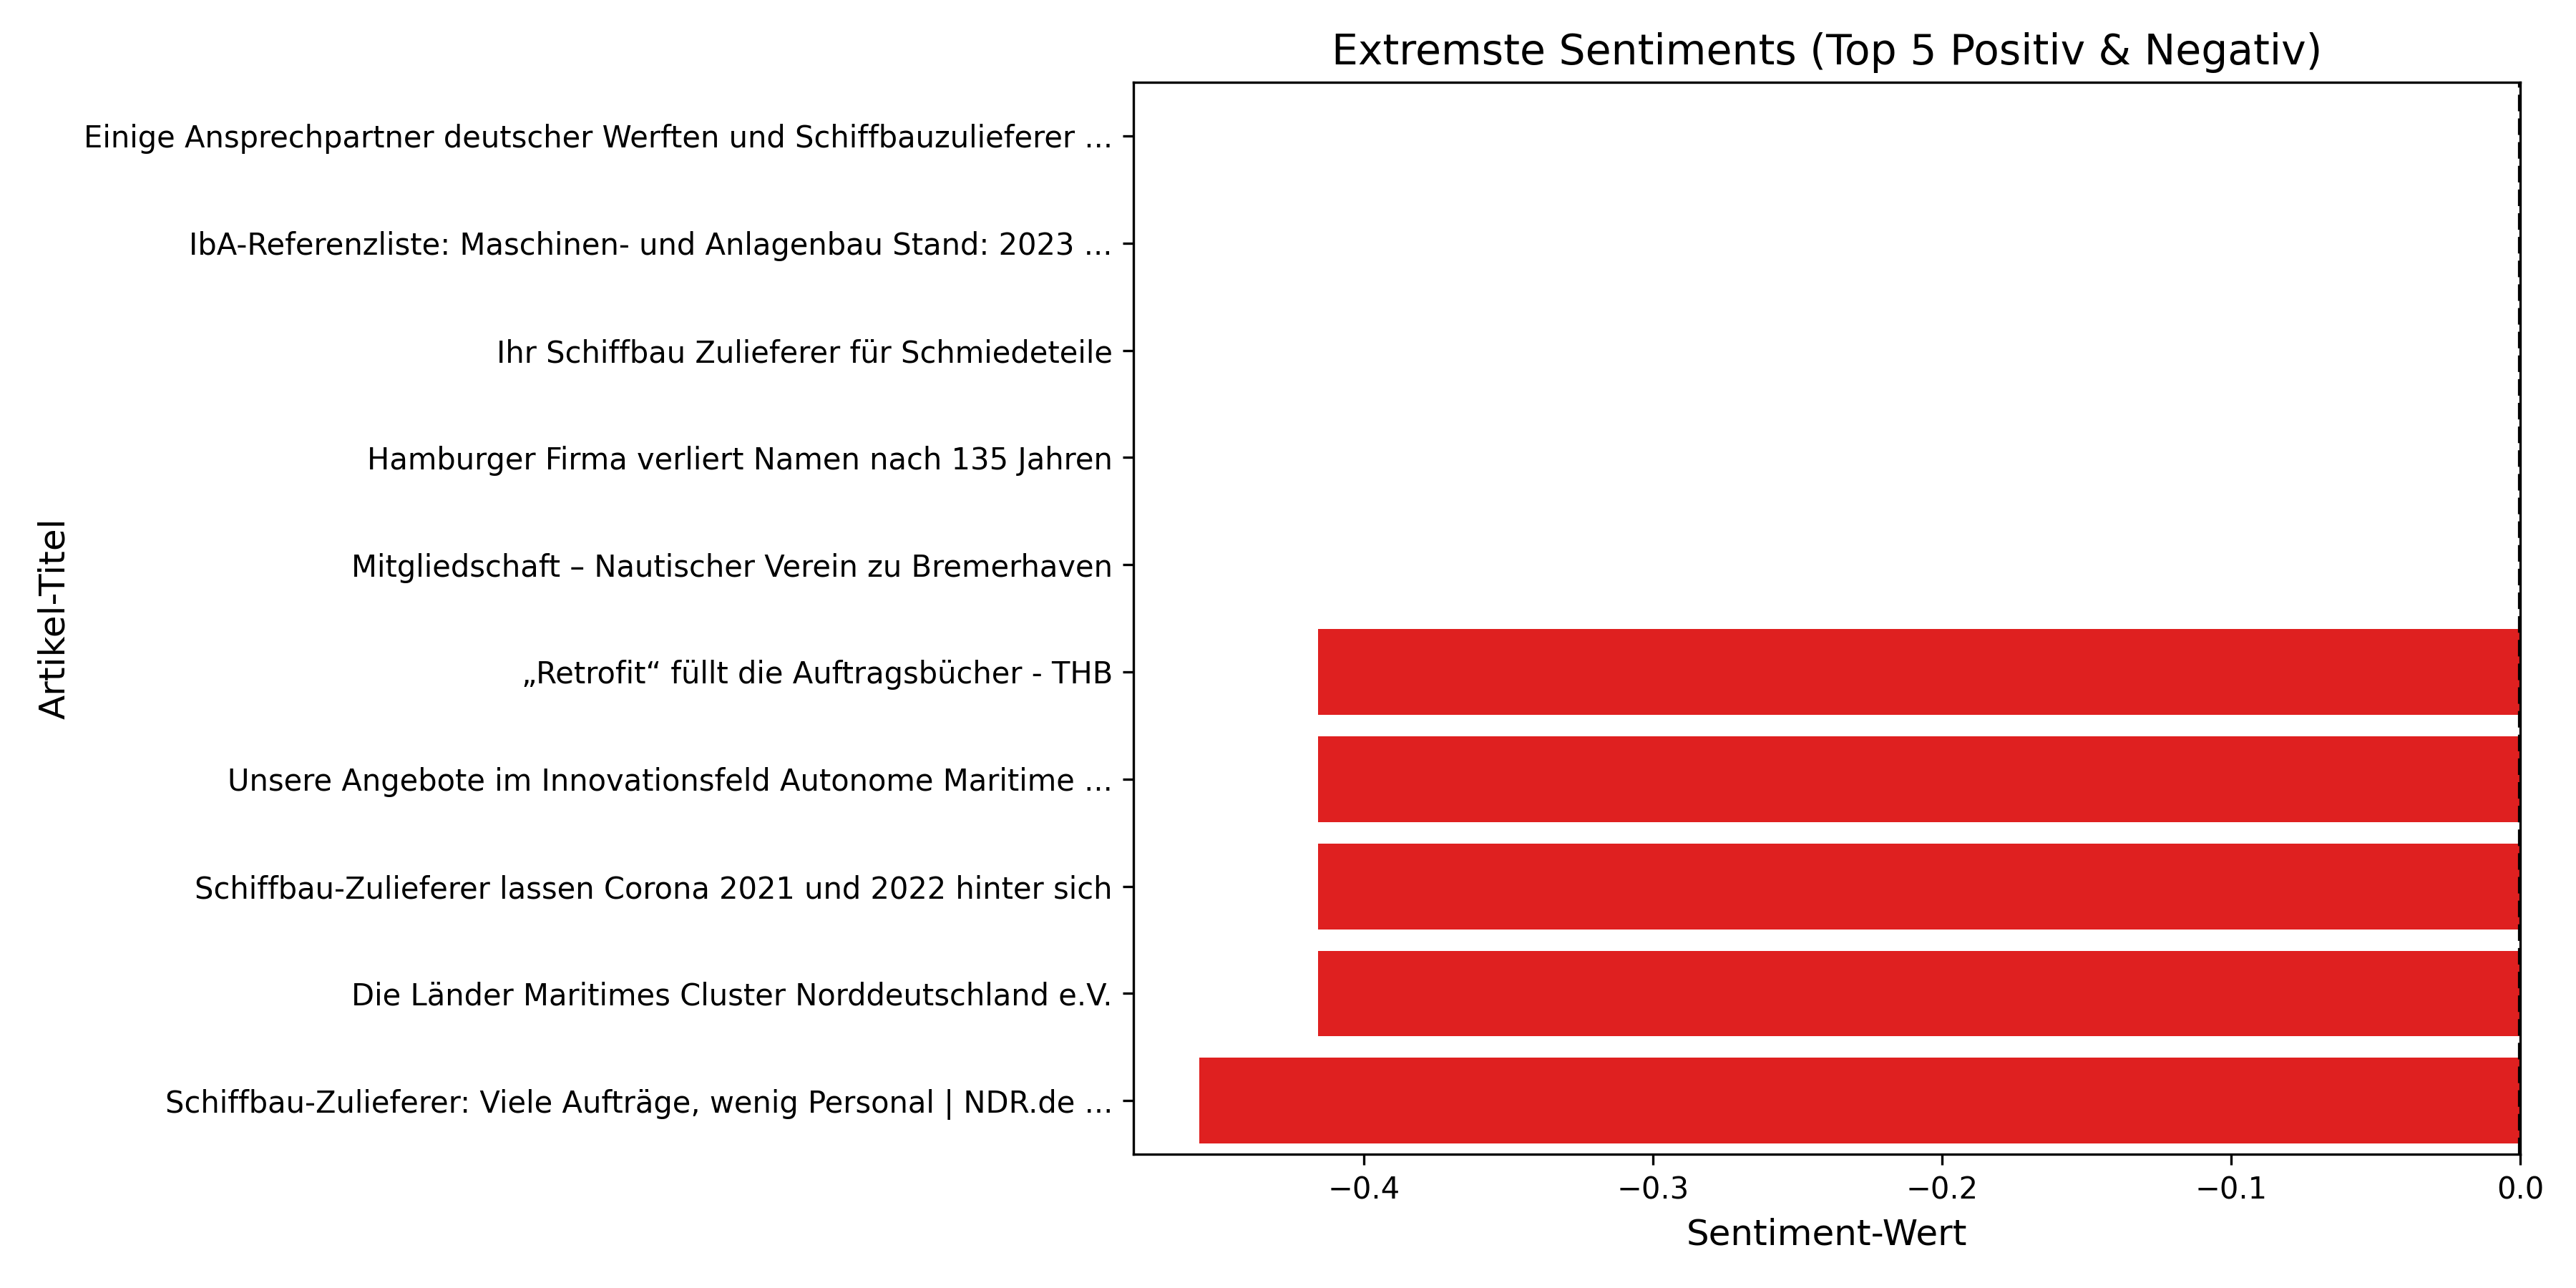 Extremste Sentiments (Top 5 Positiv & Negativ)
Artikel-Titel
Einige Ansprechpartner deutscher Werften und Schiffbauzulieferer ...
IbA-Referenzliste: Maschinen- und Anlagenbau Stand: 2023 ...
Ihr Schiffbau Zulieferer für Schmiedeteile
Hamburger Firma verliert Namen nach 135 Jahren
Mitgliedschaft – Nautischer Verein zu Bremerhaven
„Retrofit“ füllt die Auftragsbücher - THB
Unsere Angebote im Innovationsfeld Autonome Maritime ...
Schiffbau-Zulieferer lassen Corona 2021 und 2022 hinter sich
Die Länder Maritimes Cluster Norddeutschland e.V.
Schiffbau-Zulieferer: Viele Aufträge, wenig Personal | NDR.de ...
−0.4 −0.3 −0.2 −0.1 0.0
Sentiment-Wert